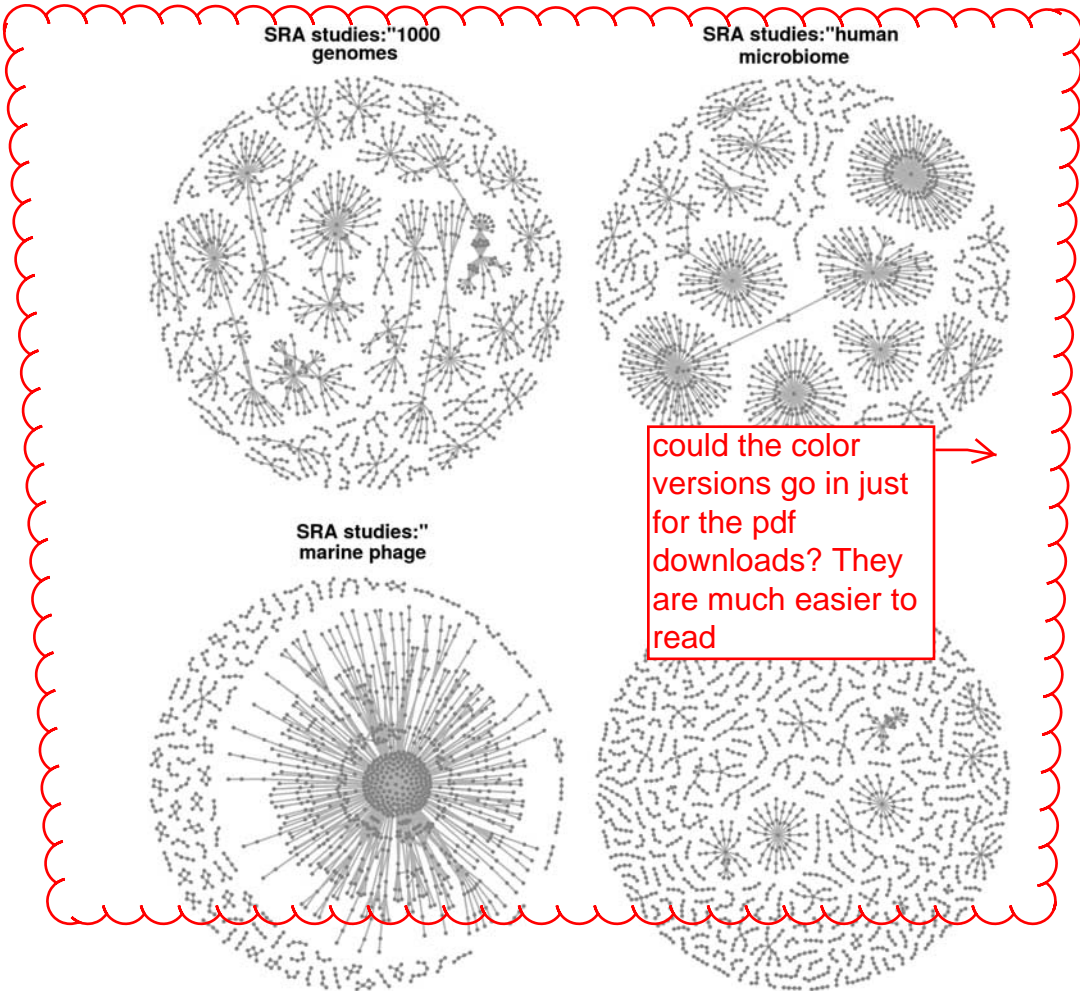 SRA studies:"1000
genomes
SRA studies:"human
microbiome
could the color
versions go in just
for the pdf
downloads? They
are much easier to
read
SRA studies:"
marine phage